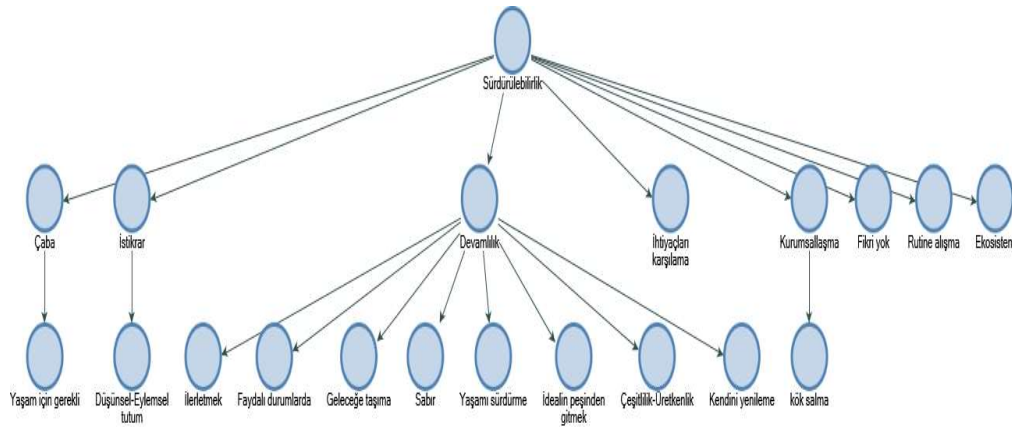 Sürdürülebilirlik
Çaba
İstikrar
Devamlılık
İhtiyaçları
karşılama
Kurumsallaşma
Fikri yok
Rutine alışma
Ekosistem
Yaşam için gerekli
Düşünsel-Eylemsel
tutum
İlerletmek
Faydalı durumlarda
Geleceğe taşıma
Sabır
Yaşamı sürdürme
İdealin peşinden
gitmek
Çeşitlilik-Üretkenlik
Kendini yenileme
kök salma